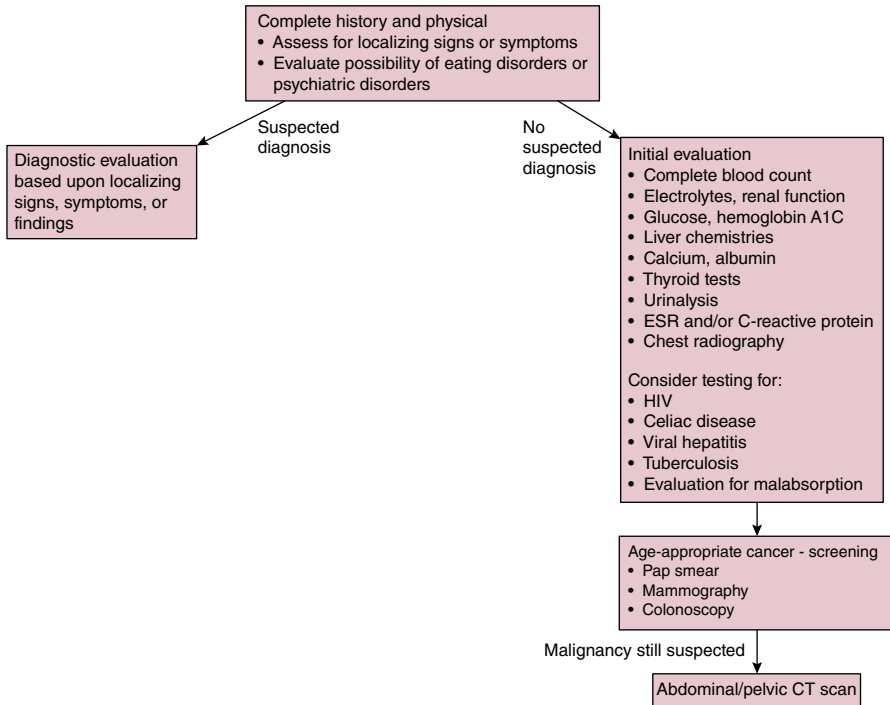 Complete history and physical
• Assess for localizing signs or symptoms
• Evaluate possibility of eating disorders or
psychiatric disorders
Suspected
diagnosis
No
suspected
diagnosis
Diagnostic evaluation
based upon localizing
signs, symptoms, or
findings
Initial evaluation
• Complete blood count
• Electrolytes, renal function
• Glucose, hemoglobin A1C
• Liver chemistries
• Calcium, albumin
• Thyroid tests
• Urinalysis
• ESR and/or C-reactive protein
• Chest radiography
Consider testing for:
• HIV
• Celiac disease
• Viral hepatitis
• Tuberculosis
• Evaluation for malabsorption
Age-appropriate cancer - screening
• Pap smear
• Mammography
• Colonoscopy
Malignancy still suspected
Abdominal/pelvic CT scan